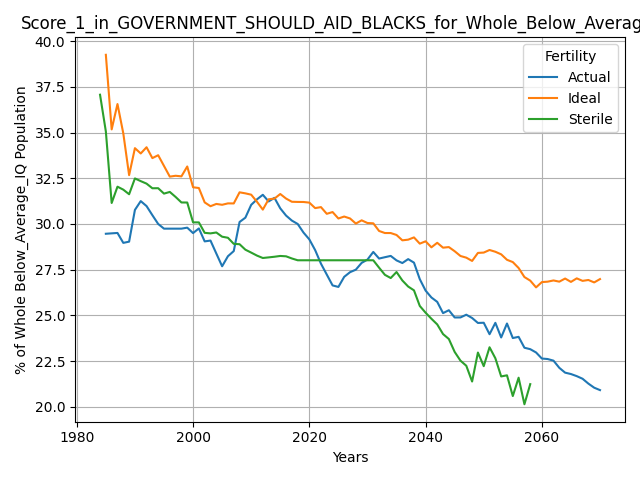 Score_1_in_GOVERNMENT_SHOULD_AID_BLACKS_for_Whole_Below_Averag
% of Whole Below_Average_IQ Population
40.0
37.5
35.0
32.5
30.0
27.5
25.0
22.5
20.0
Fertility
Actual
Ideal
Sterile
1980
2000
2020
2040
2060
Years